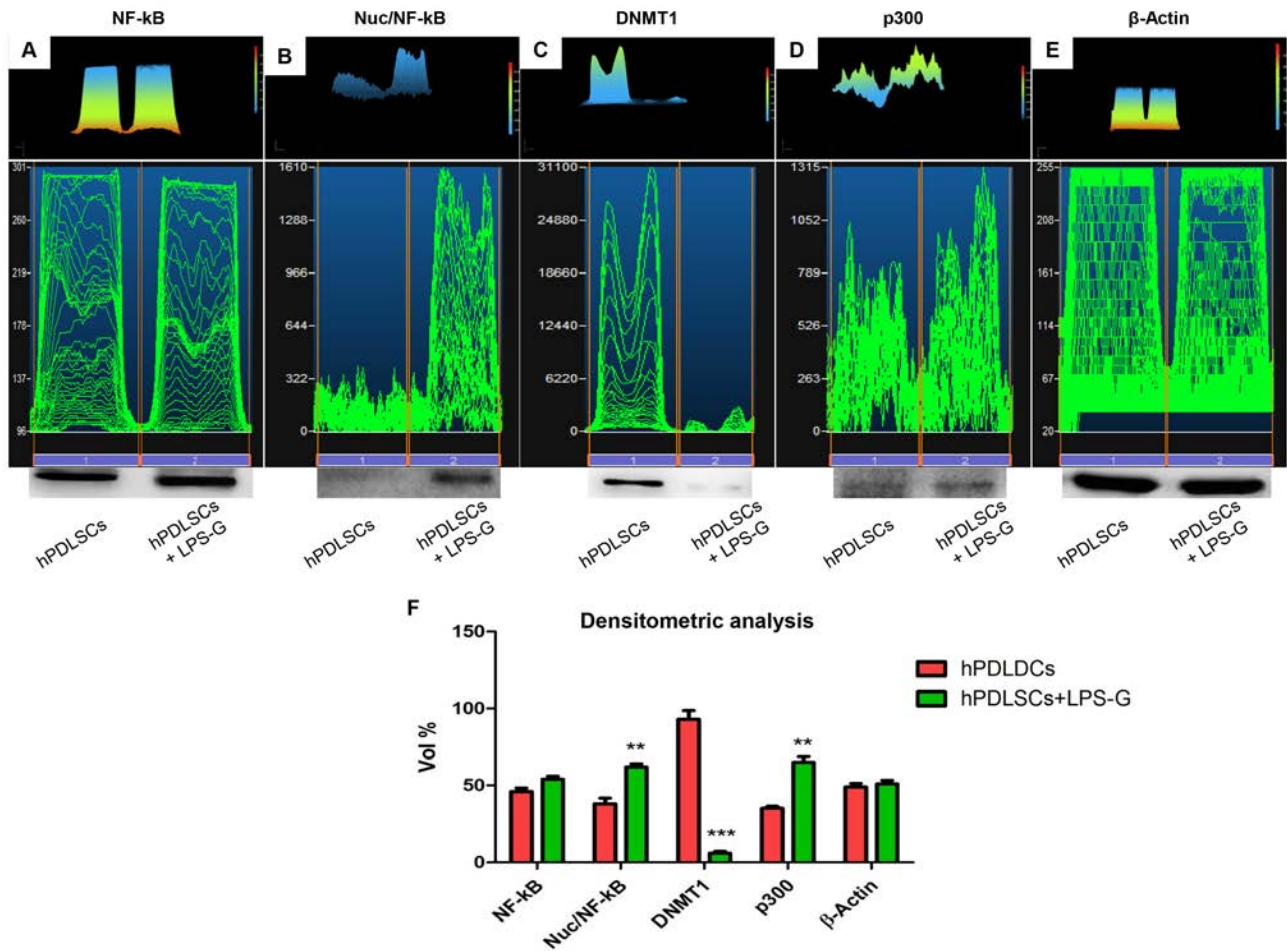 NF-kB
Nuc/NF-kB
DNMT1
p300
β-Actin
A
B
C
D
E
301
260
219
178
137
96
1610
1288
966
644
322
0
31100
24880
18660
12440
6220
0
1315
1052
789
526
263
0
255
208
161
114
67
20
1
2
1
2
1
2
1
2
1
2
hPDLSCs
hPDLSCs
+ LPS-G
hPDLSCs
hPDLSCs
+ LPS-G
hPDLSCs
hPDLSCs
+ LPS-G
hPDLSCs
hPDLSCs
+ LPS-G
hPDLSCs
hPDLSCs
+ LPS-G
F
Densitometric analysis
150
100
50
0
Vol %
**
***
**
NF-kB
Nuc/NF-kB
DNMT1
p300
β-Actin
hPDLDCs
hPDLSCs+LPS-G